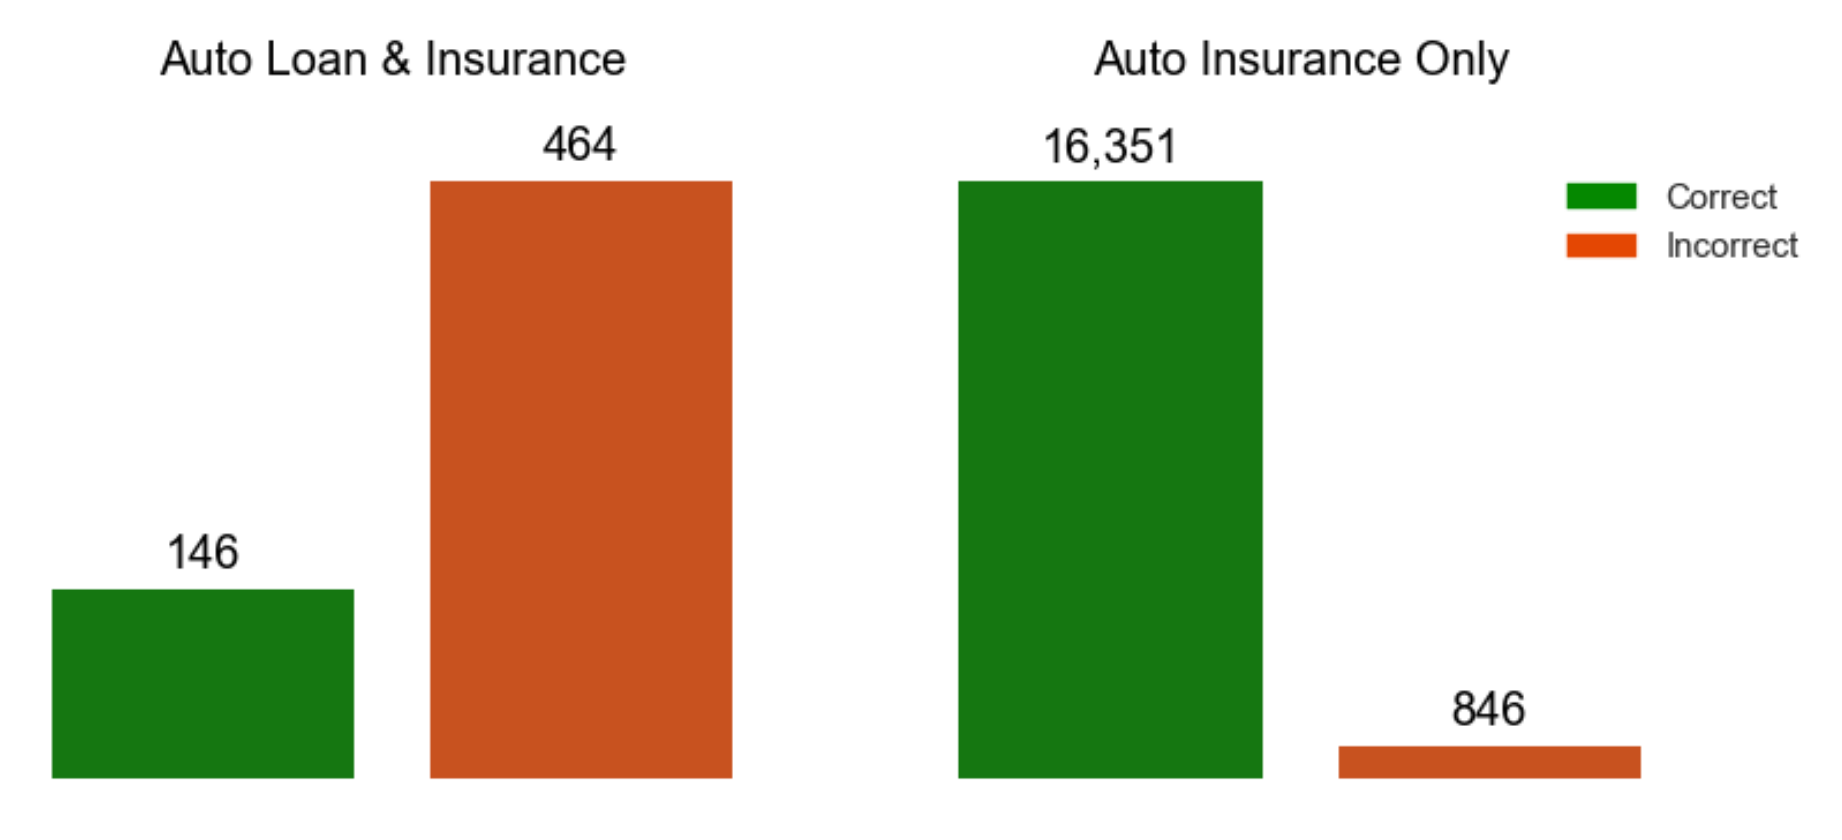 Auto Loan & Insurance
464
146
Auto Insurance Only
16,351
846
Correct
Incorrect